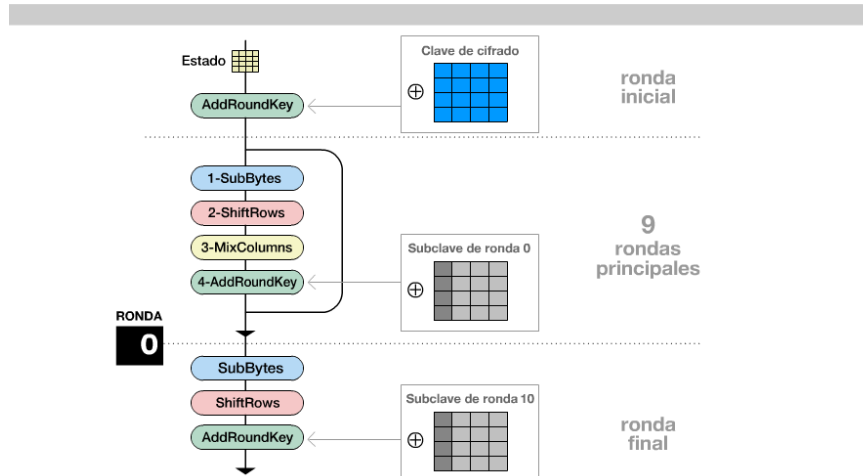 Estado
Clave de cifrado
AddRoundKey
ronda
inicial
1-SubBytes
2-ShiftRows
3-MixColumns
4-AddRoundKey
Subclave de ronda 0
9
rondas
principales
RONDA
0
SubBytes
ShiftRows
AddRoundKey
Subclave de ronda 10
ronda
final